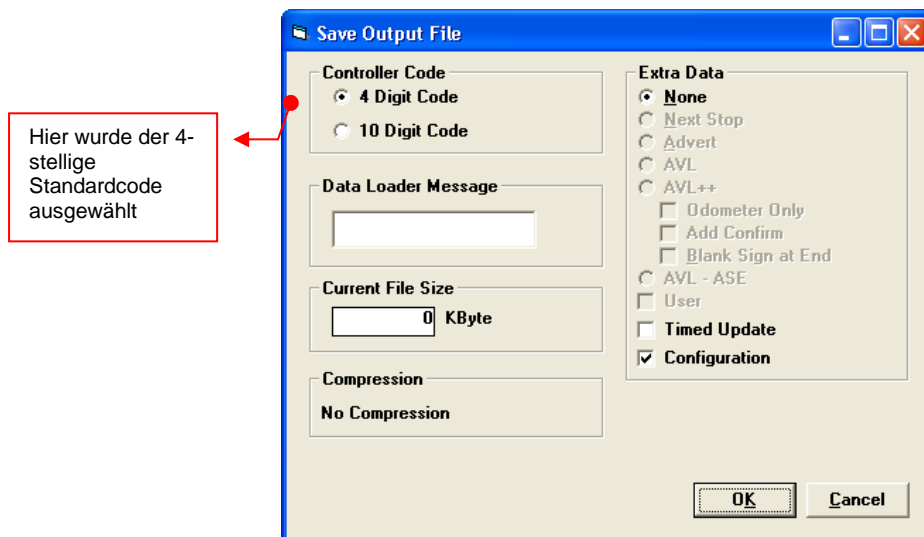 Save Output File
Hier wurde der 4-
stellige
Standardcode
ausgewählt
Controller Code
4 Digit Code
10 Digit Code
Data Loader Message
Current File Size
0 KByte
Compression
No Compression
Extra Data
None
Next Stop
Advert
AVL
AVL++
Odometer Only
Add Confirm
Blank Sign at End
AVL - ASE
User
Timed Update
Configuration
OK
Cancel